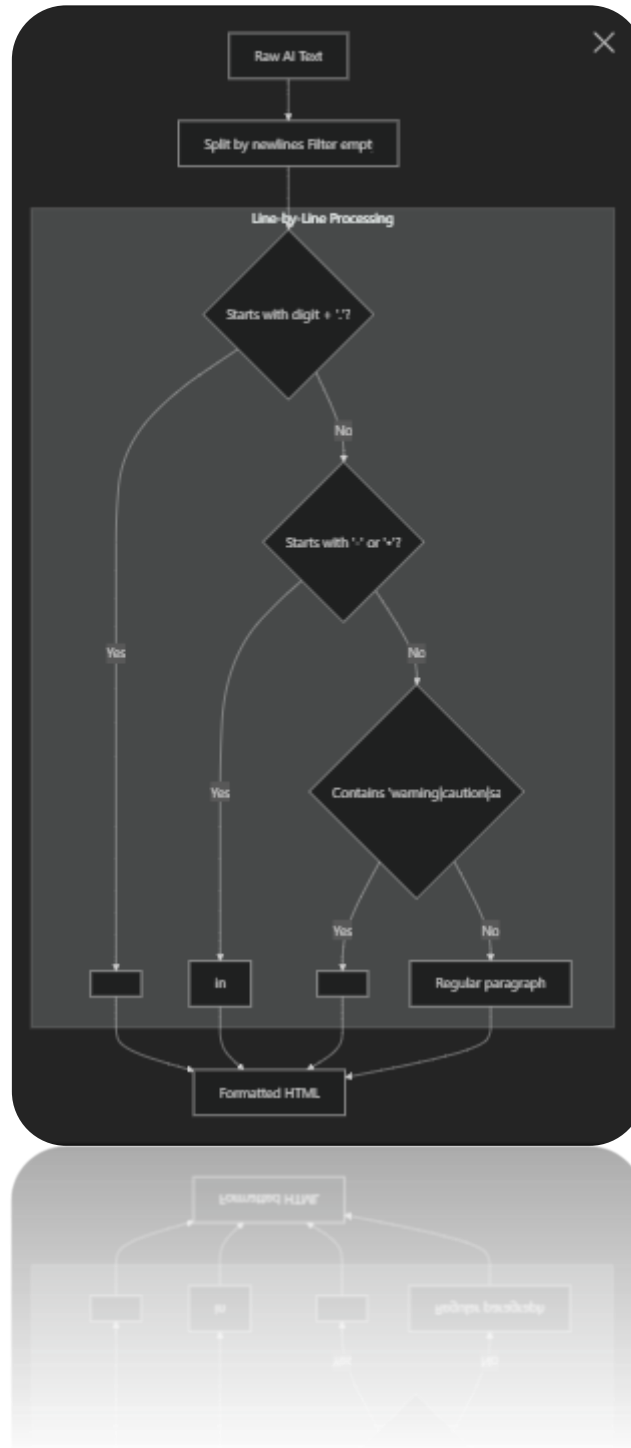 Raw AI Text
Split by newlines Filter empt
Line-by-Line Processing
Starts with digit + '.'?
No
Starts with '-' or '•'?
Yes
No
Yes
Contains 'warning|caution|sa
Yes
No
in
Regular paragraph
Formatted HTML